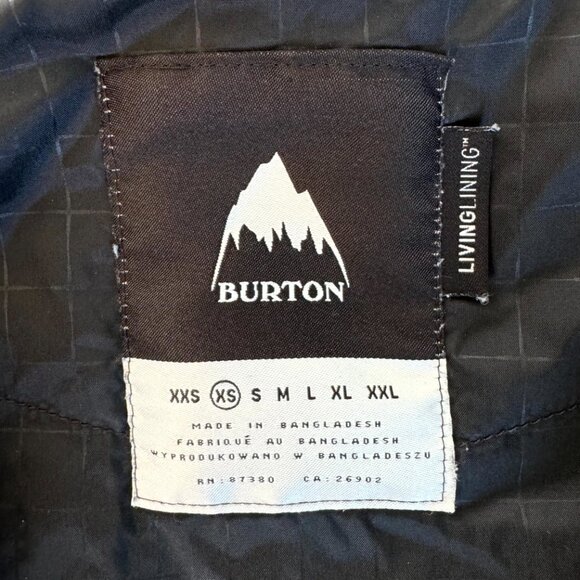 BURTON
LIVINGLINING™
XXS XS S M L XL XXL
MADE IN BANGLADESH
FABRIQUÉ AU BANGLADESH
WYPRODUKOWANO W BANGLADESZU
RN: 87380 CA: 26902